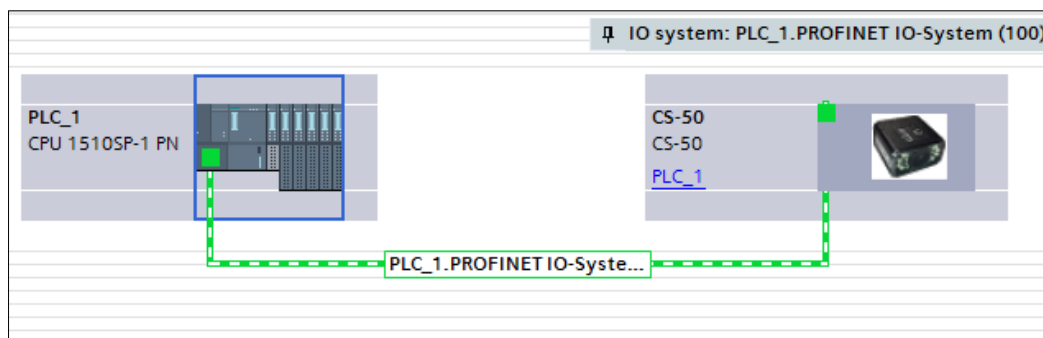 IO system: PLC_1.PROFINET IO-System (100)
PLC_1
CPU 1510SP-1 PN
CS-50
CS-50
PLC_1
PLC_1.PROFINET IO-Syste...